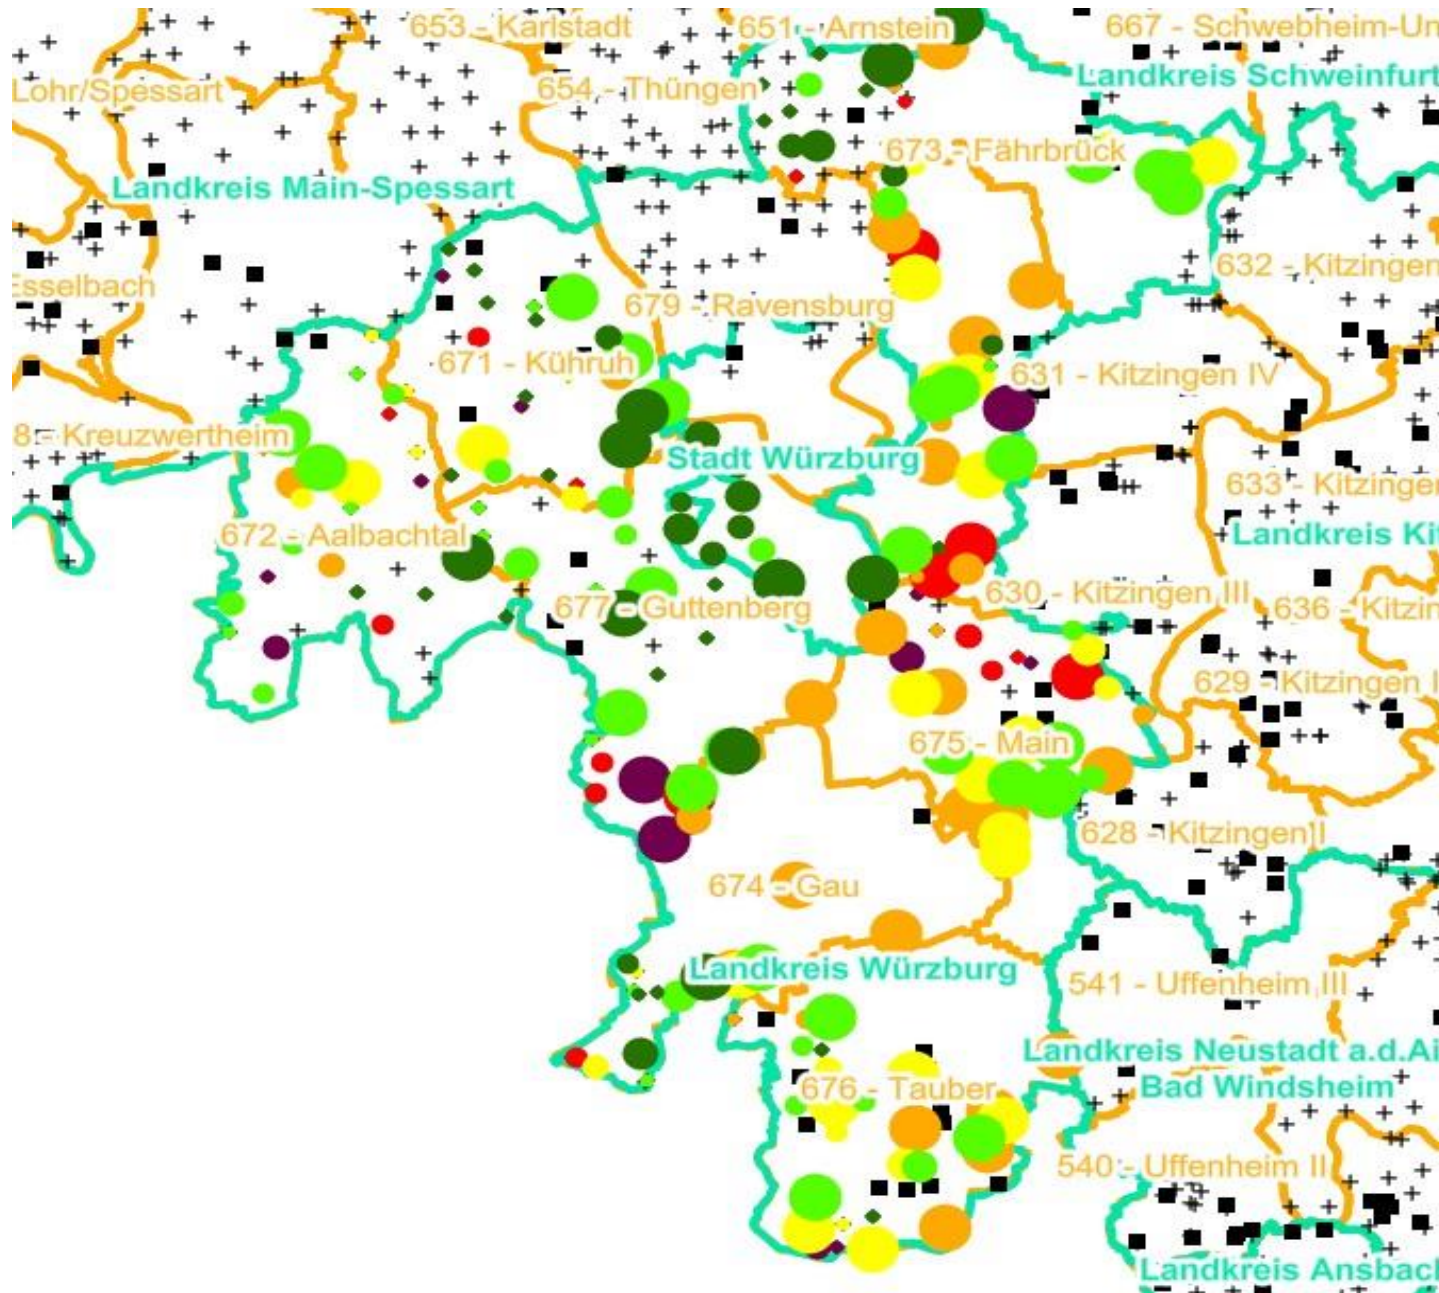 653 - Karlstadt
651 - Arnstein
667 - Schwebheim-Un
Landkreis Schweinfurt
Lohr/Spessart
654 - Thüngen
673 - Fährbrück
Landkreis Main-Spessart
632 - Kitzingen
Esselbach
679 - Ravensburg
671 - Kühruh
631 - Kitzingen IV
8 - Kreuzwertheim
Stadt Würzburg
633 - Kitzingen
672 - Aalbachtal
Landkreis Kit
630 - Kitzingen III
636 - Kitzin
677 - Guttenberg
629 - Kitzingen I
675 - Main
628 - Kitzingen II
674 - Gau
Landkreis Würzburg
541 - Uffenheim III
Landkreis Neustadt a.d.Ai
Bad Windsheim
676 - Tauber
540 - Uffenheim II
Landkreis Ansbach